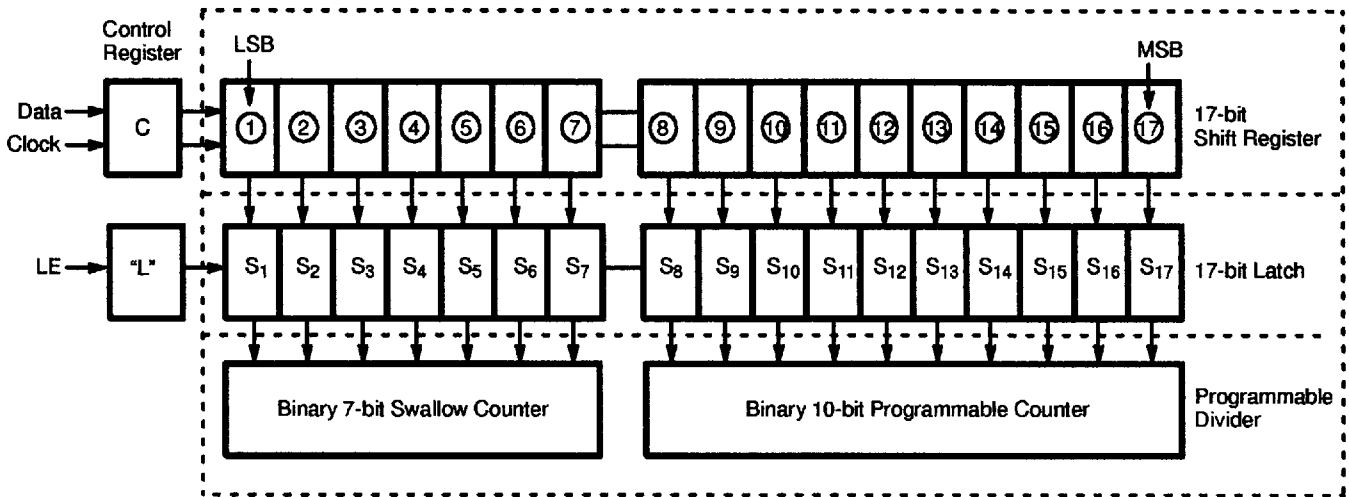 Control
Register
LSB
MSB
Data
Clock
C
1 2 3 4 5 6 7 8 9 10 11 12 13 14 15 16 17
17-bit
Shift Register
LE
"L"
S1 S2 S3 S4 S5 S6 S7 S8 S9 S10 S11 S12 S13 S14 S15 S16 S17
17-bit Latch
Binary 7-bit Swallow Counter
Binary 10-bit Programmable Counter
Programmable
Divider